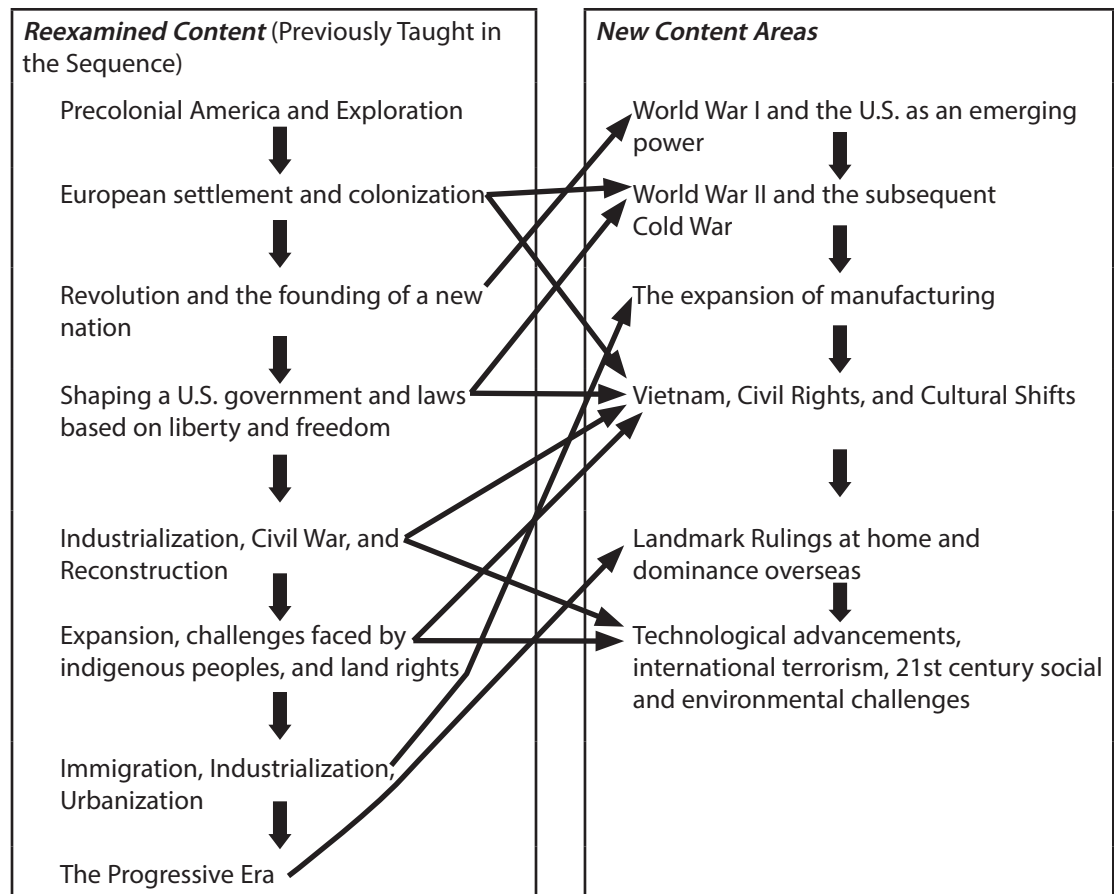 Reexamined Content (Previously Taught in
the Sequence)
Precolonial America and Exploration
European settlement and colonization
Revolution and the founding of a new
nation
Shaping a U.S. government and laws
based on liberty and freedom
Industrialization, Civil War, and
Reconstruction
Expansion, challenges faced by
indigenous peoples, and land rights
Immigration, Industrialization,
Urbanization
The Progressive Era
New Content Areas
World War I and the U.S. as an emerging
power
World War II and the subsequent
Cold War
The expansion of manufacturing
Vietnam, Civil Rights, and Cultural Shifts
Landmark Rulings at home and
dominance overseas
Technological advancements,
international terrorism, 21st century social
and environmental challenges